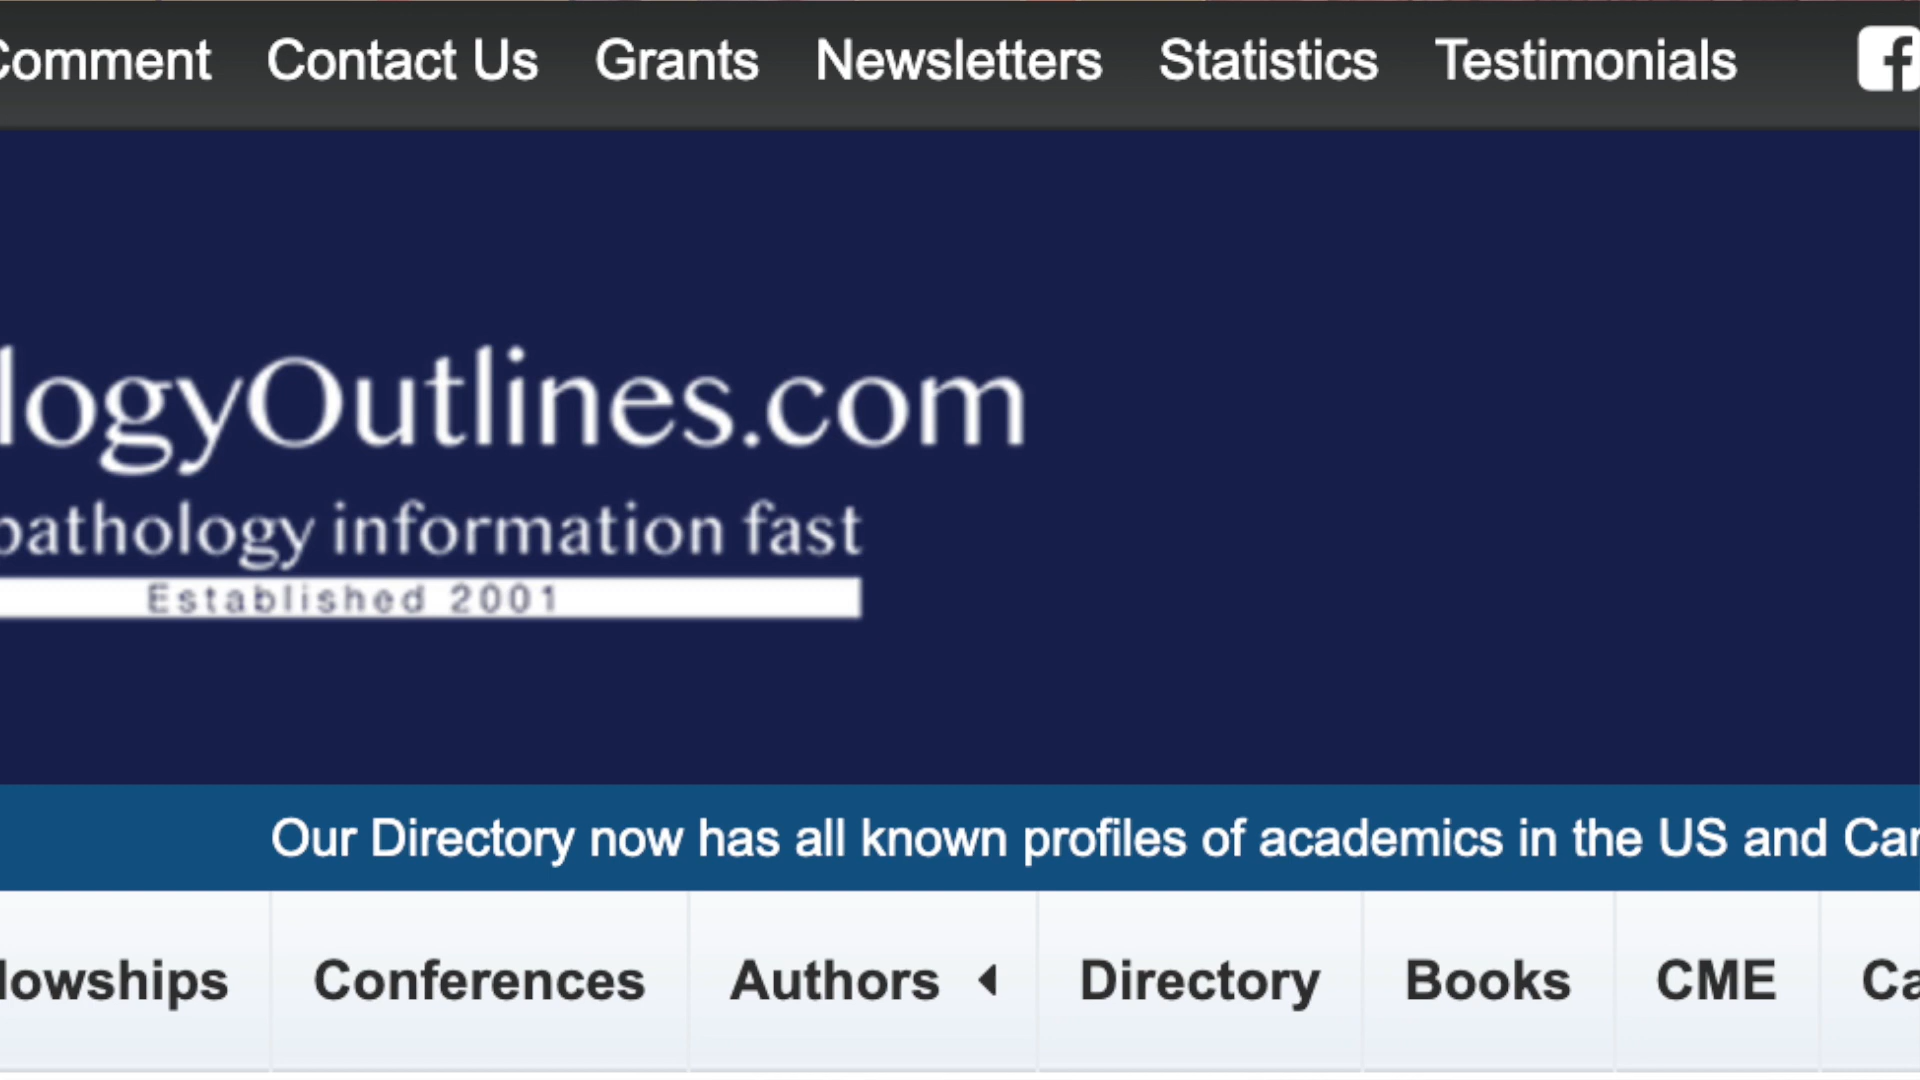 Comment Contact Us Grants Newsletters Statistics Testimonials
logyOutlines.com
pathology information fast
Established 2001
Our Directory now has all known profiles of academics in the US and Can
lowships Conferences Authors Directory Books CME Ca